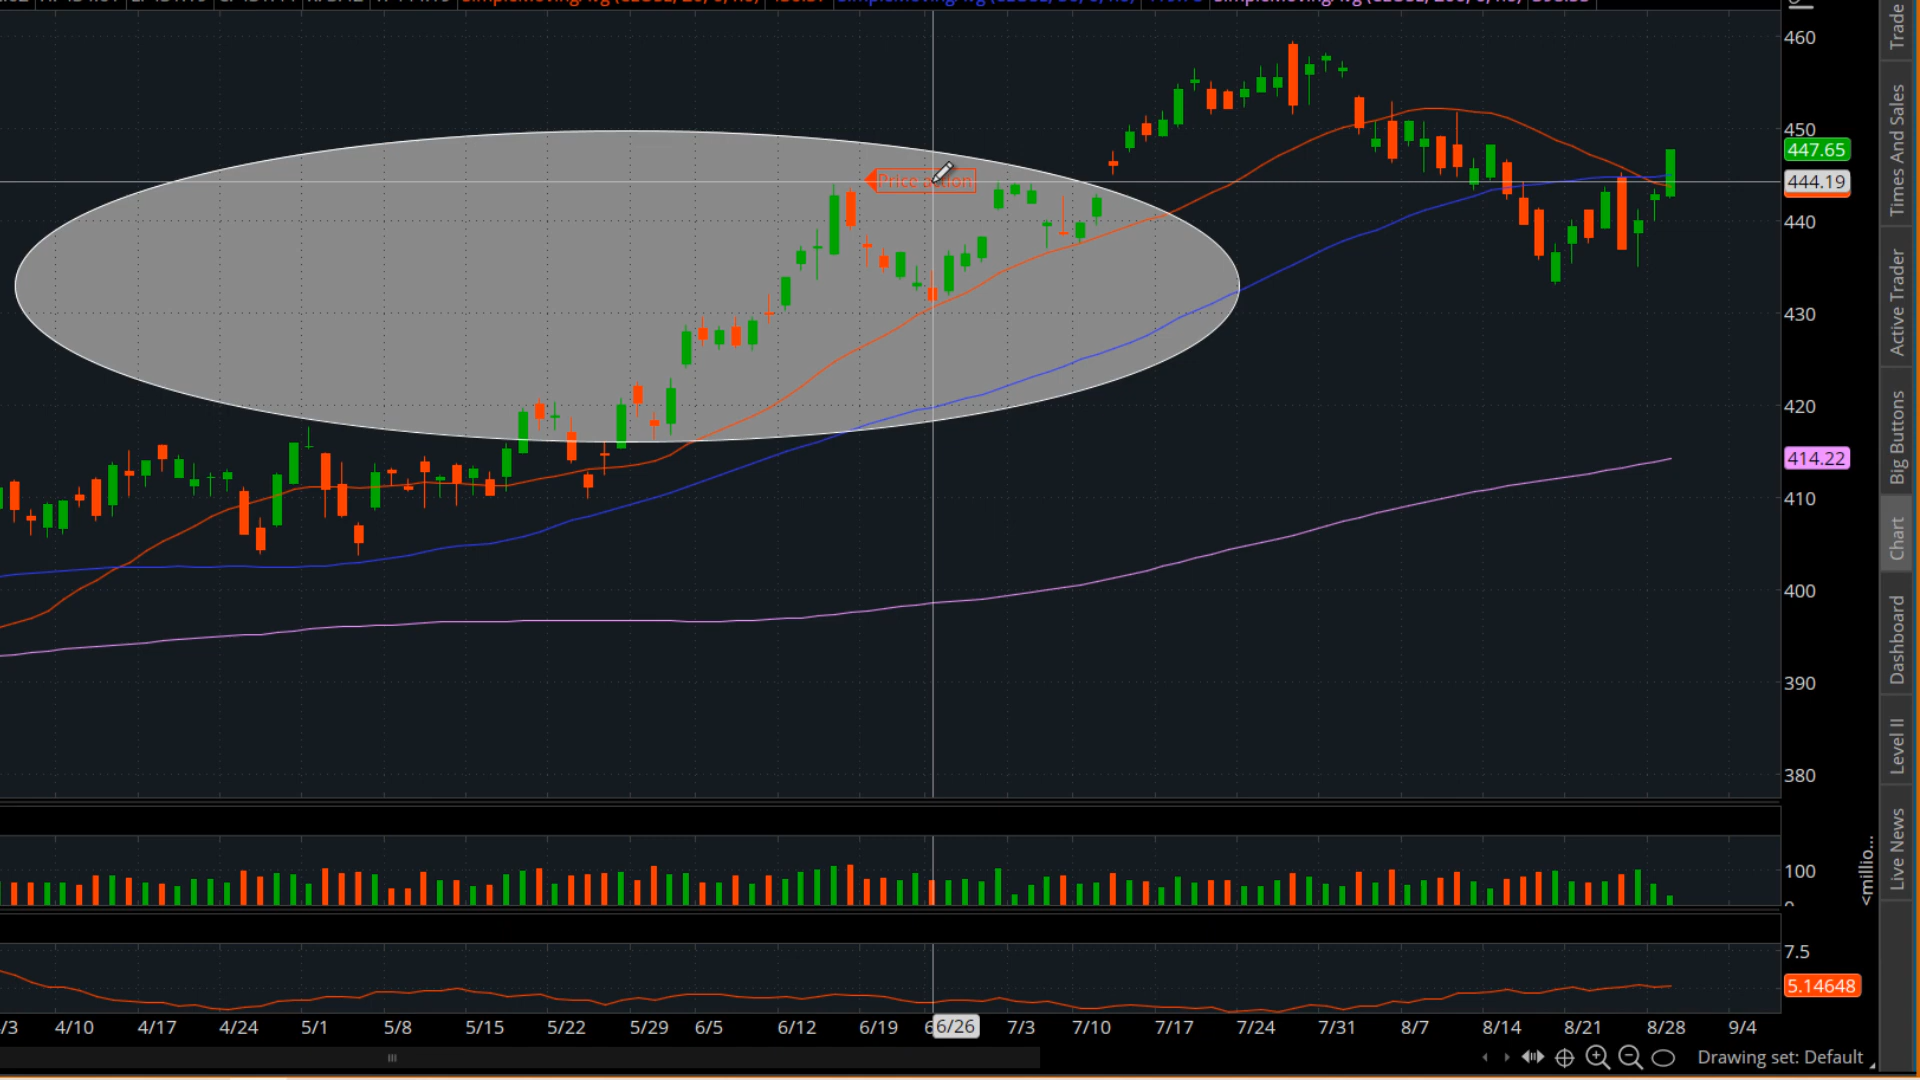 460
450
447.65
444.19
440
430
420
414.22
410
400
390
380
Price action
100
<millio...
7.5
5.14648
/3 4/10 4/17 4/24 5/1 5/8 5/15 5/22 5/29 6/5 6/12 6/19 6/26 7/3 7/10 7/17 7/24 7/31 8/7 8/14 8/21 8/28 9/4
Drawing set: Default
Trade
Times And Sales
Active Trader
Big Buttons
Chart
Dashboard
Level II
Live News